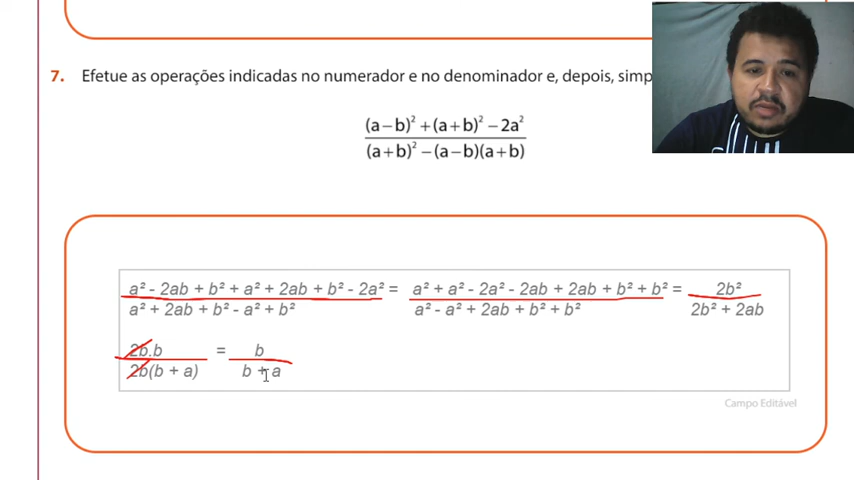 7. Efetue as operações indicadas no numerador e no denominador e, depois,
(a−b)² +(a+b)² −2a²
(a+b)² −(a−b)(a+b)
a² - 2ab + b² + a² + 2ab + b² - 2a² = a² + a² - 2a² - 2ab + 2ab + b² + b² = 2b²
a² + 2ab + b² - a² + b² a² - a² + 2ab + b² + b² 2b² + 2ab
2b.b = b
2b(b + a) b + a
Campo Editável